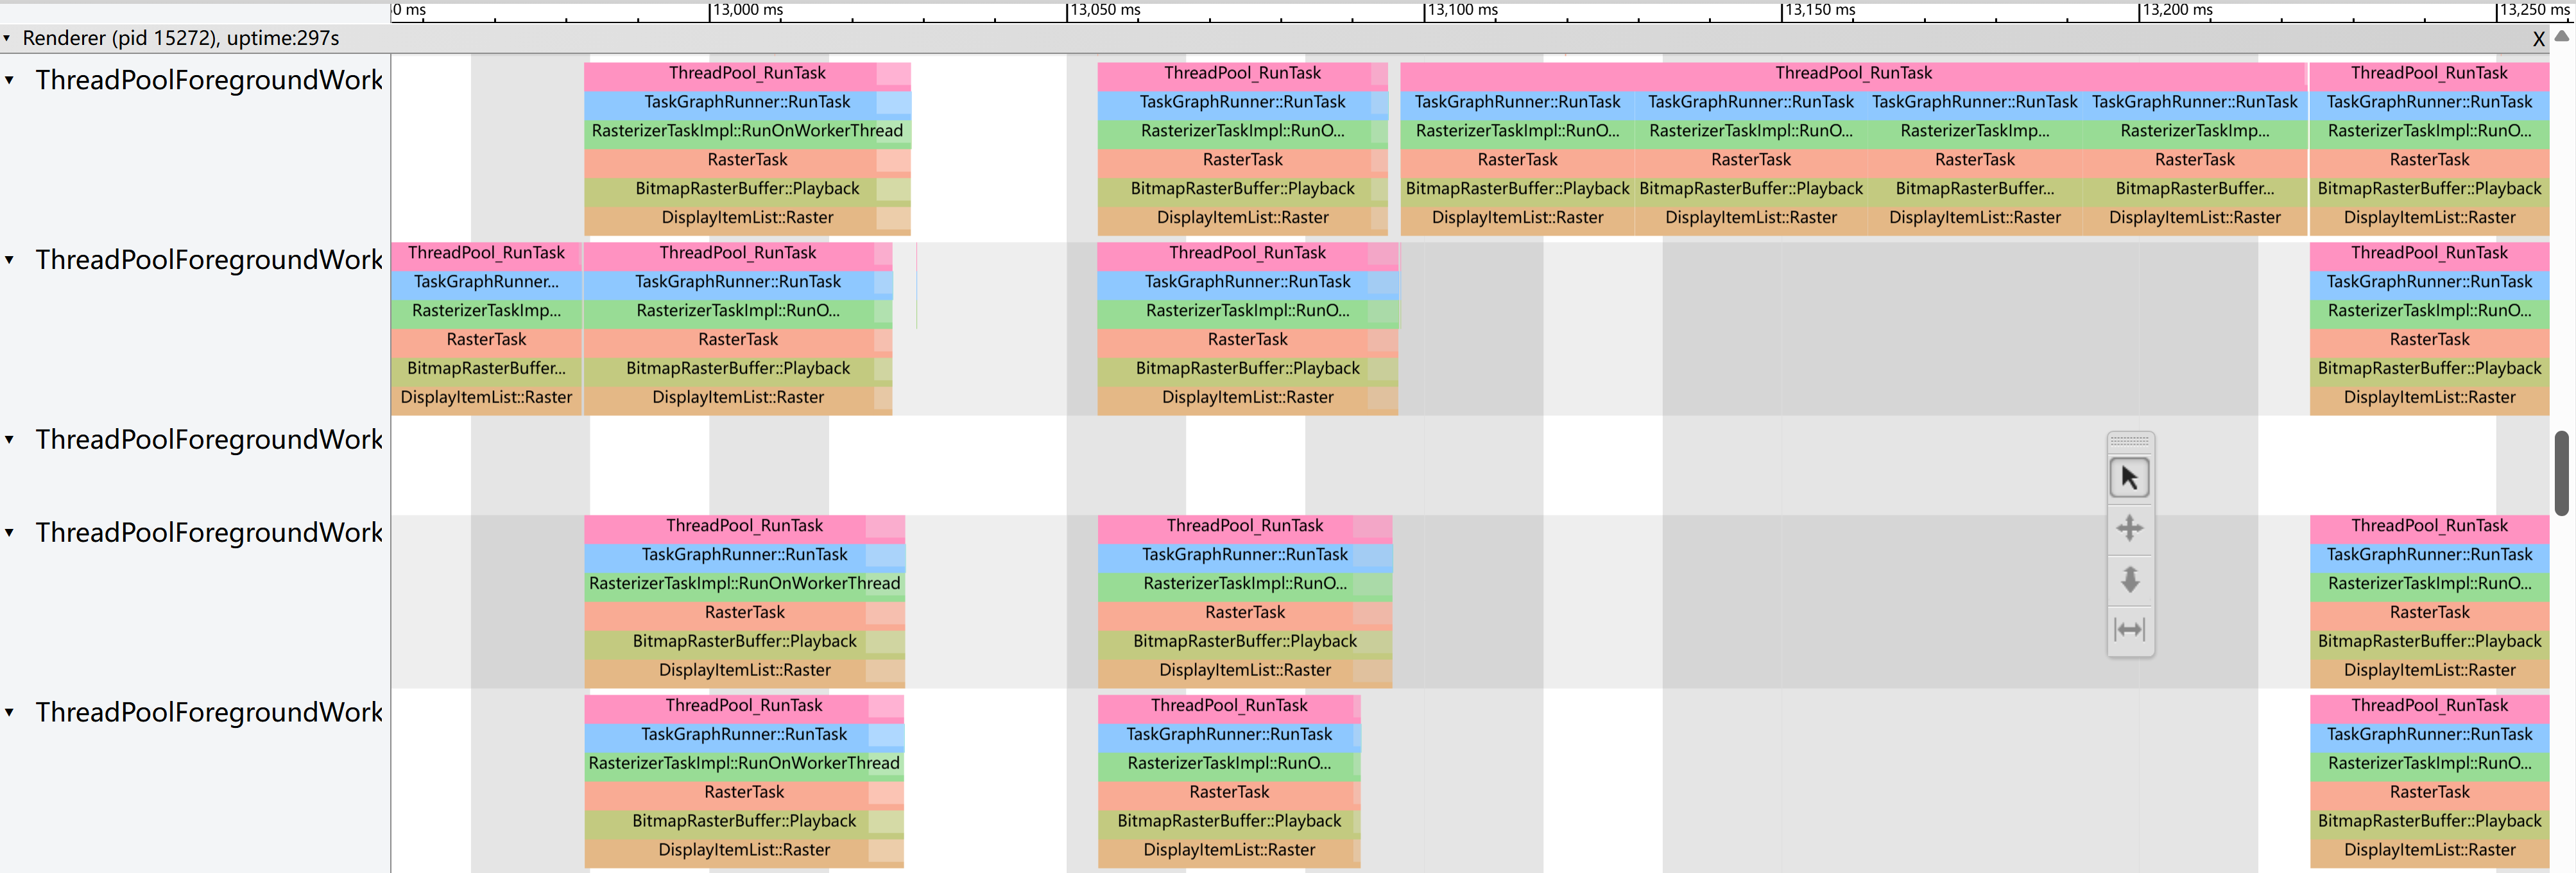 0 ms 13,000 ms 13,050 ms 13,100 ms 13,150 ms 13,200 ms 13,250 ms
Renderer (pid 15272), uptime:297s X
ThreadPoolForegroundWork
ThreadPool_RunTask ThreadPool_RunTask ThreadPool_RunTask ThreadPool_RunTask
TaskGraphRunner::RunTask TaskGraphRunner::RunTask TaskGraphRunner::RunTask TaskGraphRunner::RunTask TaskGraphRunner::RunTask TaskGraphRunner::RunTask TaskGraphRunner::RunTask
RasterizerTaskImpl::RunOnWorkerThread RasterizerTaskImpl::RunO... RasterizerTaskImpl::RunO... RasterizerTaskImpl::RunO... RasterizerTaskImp... RasterizerTaskImp... RasterizerTaskImpl::RunO...
RasterTask RasterTask RasterTask RasterTask RasterTask RasterTask RasterTask
BitmapRasterBuffer::Playback BitmapRasterBuffer::Playback BitmapRasterBuffer::Playback BitmapRasterBuffer::Playback BitmapRasterBuffer... BitmapRasterBuffer... BitmapRasterBuffer::Playback
DisplayItemList::Raster DisplayItemList::Raster DisplayItemList::Raster DisplayItemList::Raster DisplayItemList::Raster DisplayItemList::Raster DisplayItemList::Raster
ThreadPoolForegroundWork
ThreadPool_RunTask ThreadPool_RunTask ThreadPool_RunTask ThreadPool_RunTask
TaskGraphRunner... TaskGraphRunner::RunTask TaskGraphRunner::RunTask TaskGraphRunner::RunTask
RasterizerTaskImp... RasterizerTaskImpl::RunO... RasterizerTaskImpl::RunO... RasterizerTaskImpl::RunO...
RasterTask RasterTask RasterTask RasterTask
BitmapRasterBuffer... BitmapRasterBuffer::Playback BitmapRasterBuffer::Playback BitmapRasterBuffer::Playback
DisplayItemList::Raster DisplayItemList::Raster DisplayItemList::Raster DisplayItemList::Raster
ThreadPoolForegroundWork
ThreadPoolForegroundWork
ThreadPool_RunTask ThreadPool_RunTask ThreadPool_RunTask
TaskGraphRunner::RunTask TaskGraphRunner::RunTask TaskGraphRunner::RunTask
RasterizerTaskImpl::RunOnWorkerThread RasterizerTaskImpl::RunO... RasterizerTaskImpl::RunO...
RasterTask RasterTask RasterTask
BitmapRasterBuffer::Playback BitmapRasterBuffer::Playback BitmapRasterBuffer::Playback
DisplayItemList::Raster DisplayItemList::Raster DisplayItemList::Raster
ThreadPoolForegroundWork
ThreadPool_RunTask ThreadPool_RunTask ThreadPool_RunTask
TaskGraphRunner::RunTask TaskGraphRunner::RunTask TaskGraphRunner::RunTask
RasterizerTaskImpl::RunOnWorkerThread RasterizerTaskImpl::RunO... RasterizerTaskImpl::RunO...
RasterTask RasterTask RasterTask
BitmapRasterBuffer::Playback BitmapRasterBuffer::Playback BitmapRasterBuffer::Playback
DisplayItemList::Raster DisplayItemList::Raster DisplayItemList::Raster